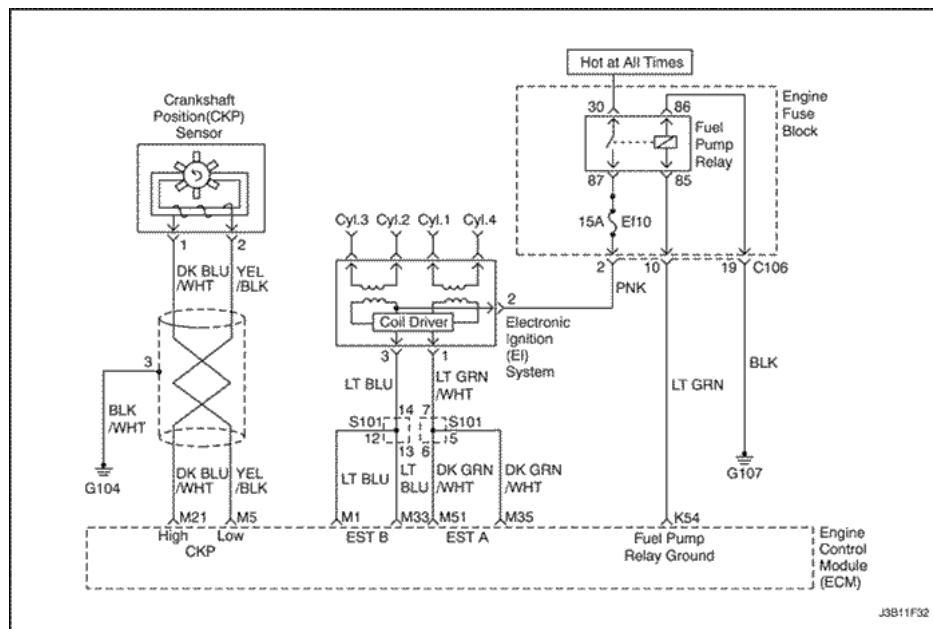 Hot at All Times
Crankshaft
Position(CKP)
Sensor
30 86
Engine
Fuse
Block
Fuel
Pump
Relay
87 85
15A Ef10
Cyl.3 Cyl.2 Cyl.1 Cyl.4
1 2
2 10 19 C106
DK BLU
/WHT
YEL
/BLK
PNK
2
Coil Driver
Electronic
Ignition
(EI)
System
3 1
3
LT BLU
LT GRN
/WHT
LT GRN
BLK
BLK
/WHT
S101 14 7 S101
12 13 6 5
G104
G107
DK BLU
/WHT
YEL
/BLK
LT BLU
LT
BLU
DK GRN
/WHT
DK GRN
/WHT
M21 M5 M1 M33 M51 M35 K54
High Low
CKP
EST B EST A
Fuel Pump
Relay Ground
Engine
Control
Module
(ECM)
J3B11F32